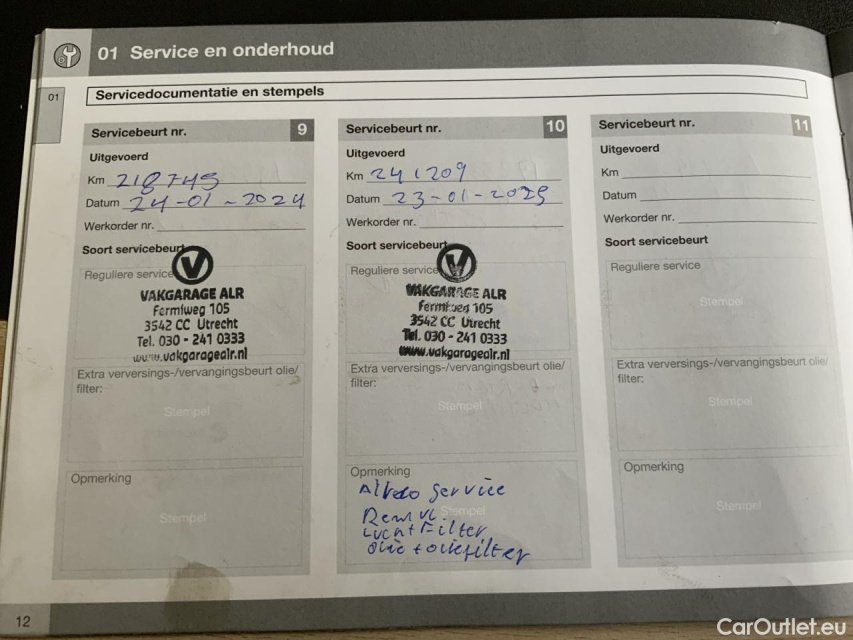 01 Service en onderhoud
01
Servicedocumentatie en stempels
Servicebeurt nr. 9
Uitgevoerd
Km 218745
Datum 24-01-2024
Werkorder nr.
Soort servicebeurt
Reguliere service
VAKGARAGE ALR
Fermiweg 105
3542 CC Utrecht
Tel. 030 - 241 0333
www.vakgaragealr.nl
Extra verversings-/vervangingsbeurt olie/
filter:
Stempel
Opmerking
Stempel
Servicebeurt nr. 10
Uitgevoerd
Km 241209
Datum 23-01-2025
Werkorder nr.
Soort servicebeurt
Reguliere service
VAKGARAGE ALR
Fermiweg 105
3542 CC Utrecht
Tel. 030 - 241 0333
www.vakgaragealr.nl
Extra verversings-/vervangingsbeurt olie/
filter:
Stempel
Opmerking
Service
Stempel
Lucht Filter
olie + oliefilter
Servicebeurt nr. 11
Uitgevoerd
Km
Datum
Werkorder nr.
Soort servicebeurt
Reguliere service
Stempel
Extra verversings-/vervangingsbeurt olie/
filter:
Stempel
Opmerking
Stempel
12
CarOutlet.eu